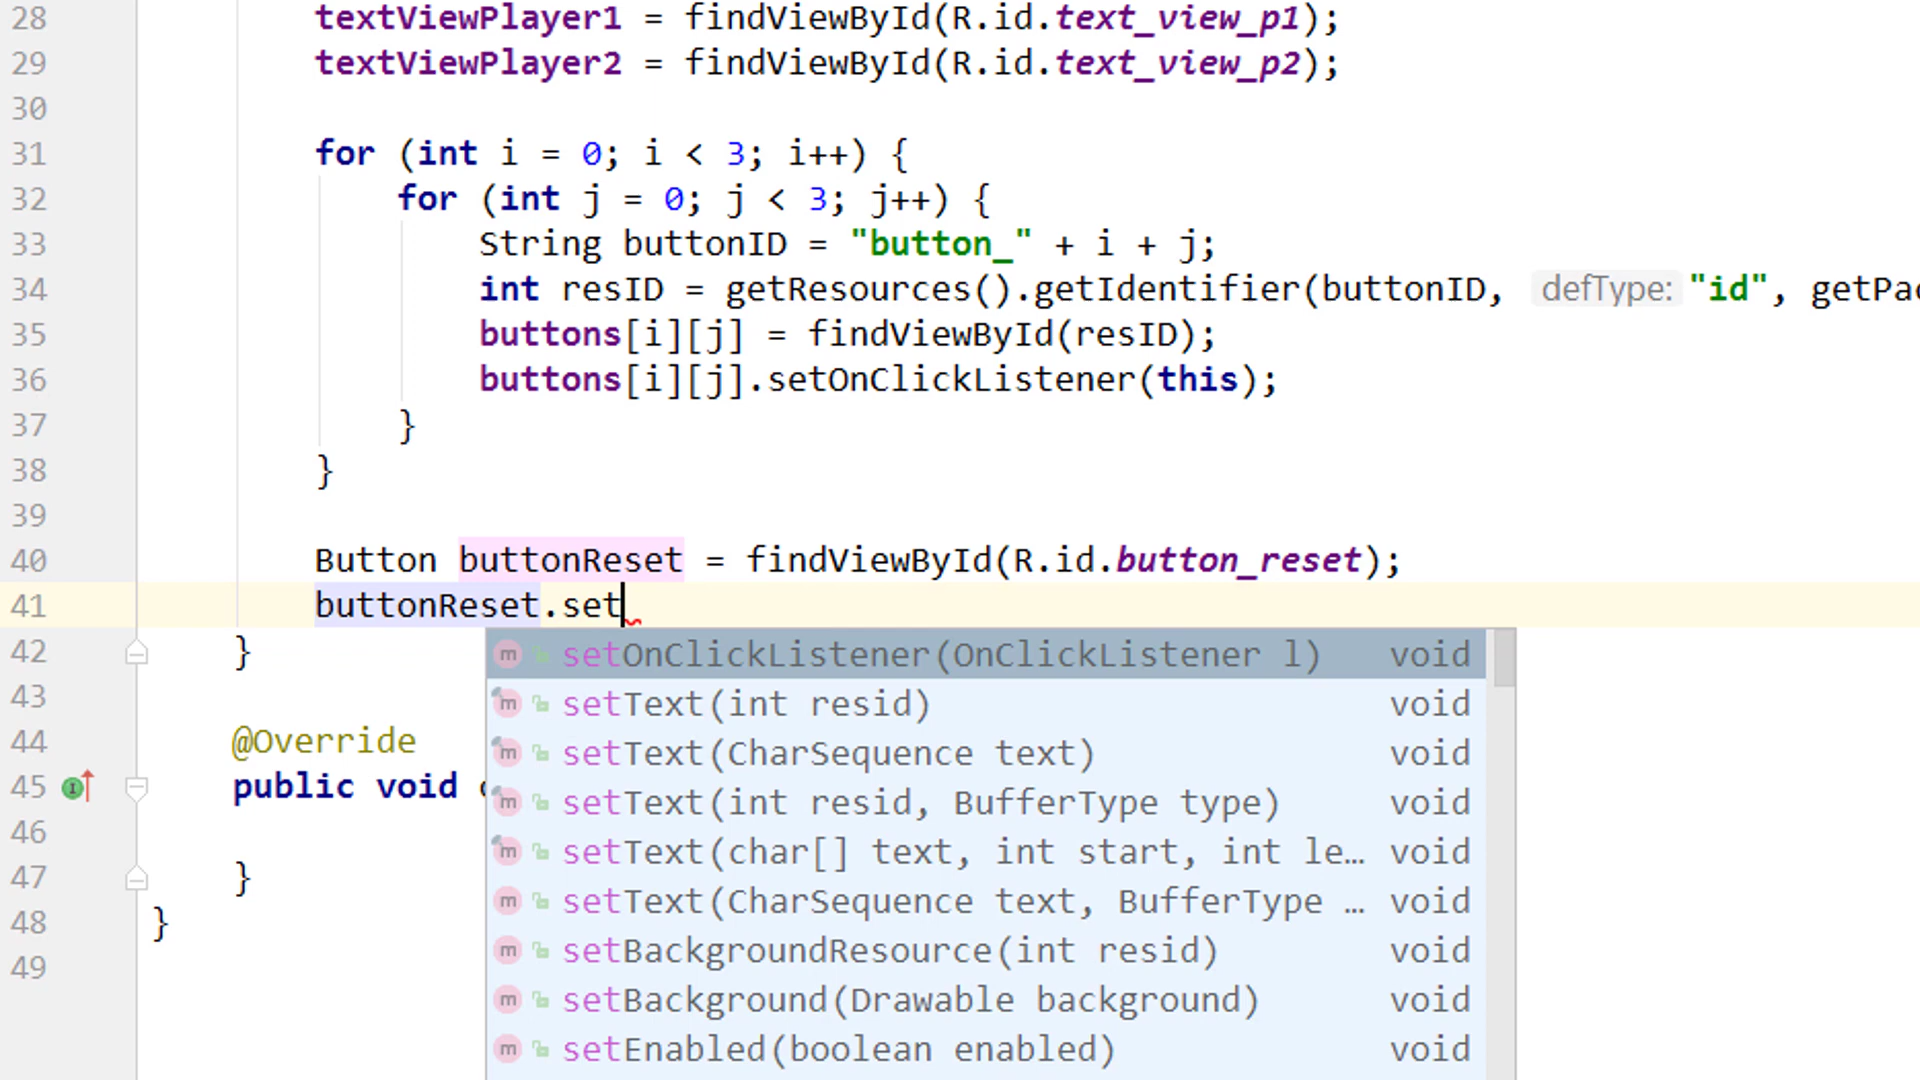 28 textViewPlayer1 = findViewById(R.id.text_view_p1);
29 textViewPlayer2 = findViewById(R.id.text_view_p2);
30
31 for (int i = 0; i < 3; i++) {
32 for (int j = 0; j < 3; j++) {
33 String buttonID = "button_" + i + j;
34 int resID = getResources().getIdentifier(buttonID, defType: "id", getPac
35 buttons[i][j] = findViewById(resID);
36 buttons[i][j].setOnClickListener(this);
37 }
38 }
39
40 Button buttonReset = findViewById(R.id.button_reset);
41 buttonReset.set
42 }
setOnClickListener(OnClickListener l) void
43
setText(int resid) void
44 @Override
setText(CharSequence text) void
45 public void
setText(int resid, BufferType type) void
46
setText(char[] text, int start, int le… void
47 }
setText(CharSequence text, BufferType … void
48 }
setBackgroundResource(int resid) void
49
setBackground(Drawable background) void
setEnabled(boolean enabled) void